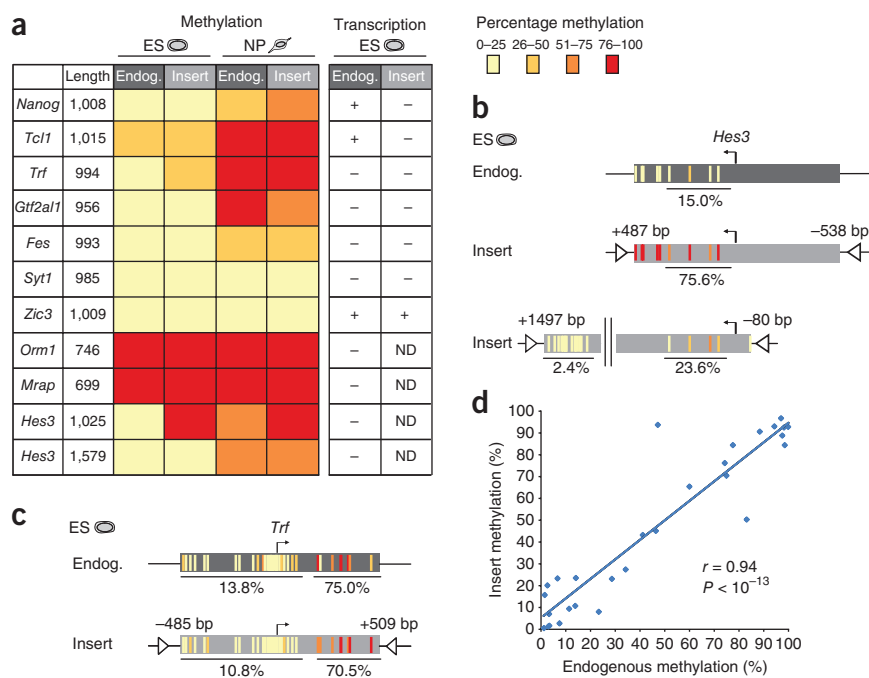 a
Methylation
Transcription
ES NP ES
Length Endog. Insert Endog. Insert Endog. Insert
Nanog 1,008 + –
Tcl1 1,015 + –
Trf 994 – –
Gtf2al1 956 – –
Fes 993 – –
Syt1 985 – –
Zic3 1,009 + +
Orm1 746 – ND
Mrap 699 – ND
Hes3 1,025 – ND
Hes3 1,579 – ND
Percentage methylation
0–25 26–50 51–75 76–100
b
ES
Hes3
Endog.
15.0%
+487 bp –538 bp
Insert
75.6%
+1497 bp –80 bp
Insert
2.4% 23.6%
c
ES
Trf
Endog.
13.8% 75.0%
–485 bp +509 bp
Insert
10.8% 70.5%
d
Insert methylation (%)
100
90
80
70
60
50
40
30
20
10
0
0 10 20 30 40 50 60 70 80 90 100
Endogenous methylation (%)
r = 0.94
P < 10⁻¹³